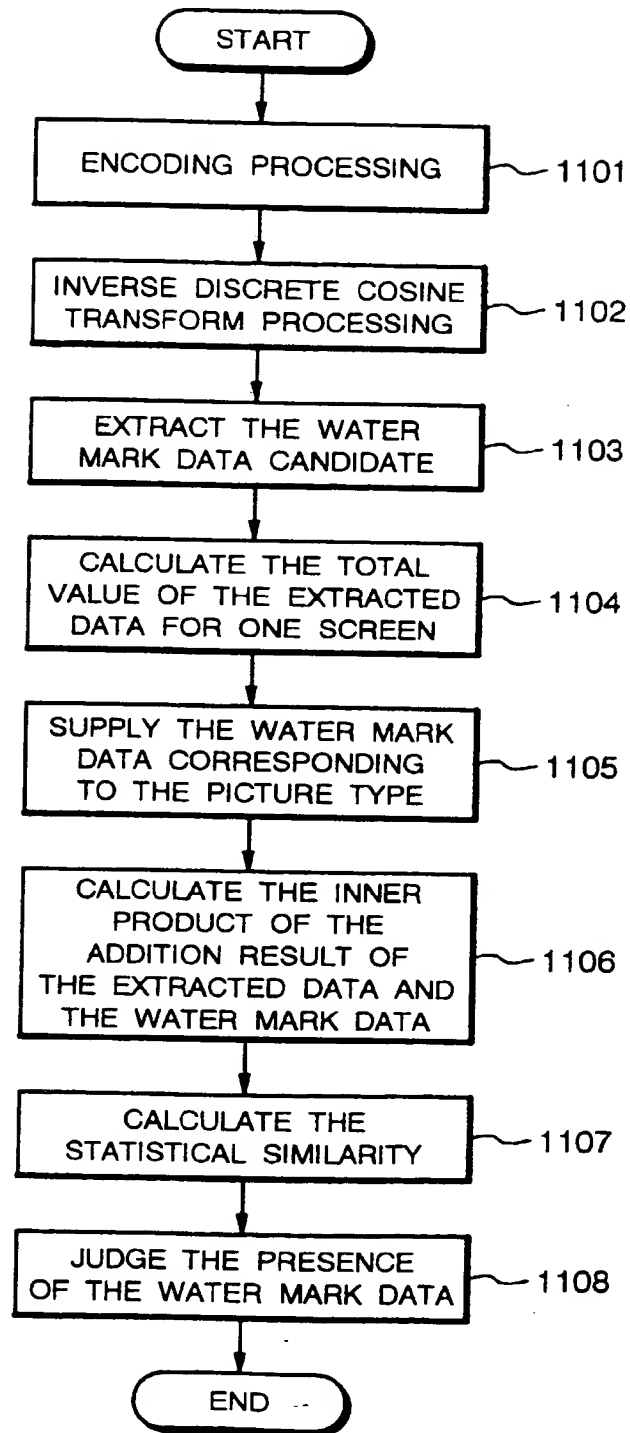 START
ENCODING PROCESSING
1101
INVERSE DISCRETE COSINE
TRANSFORM PROCESSING
1102
EXTRACT THE WATER
MARK DATA CANDIDATE
1103
CALCULATE THE TOTAL
VALUE OF THE EXTRACTED
DATA FOR ONE SCREEN
1104
SUPPLY THE WATER MARK
DATA CORRESPONDING
TO THE PICTURE TYPE
1105
CALCULATE THE INNER
PRODUCT OF THE
ADDITION RESULT OF
THE EXTRACTED DATA AND
THE WATER MARK DATA
1106
CALCULATE THE
STATISTICAL SIMILARITY
1107
JUDGE THE PRESENCE
OF THE WATER MARK DATA
1108
END